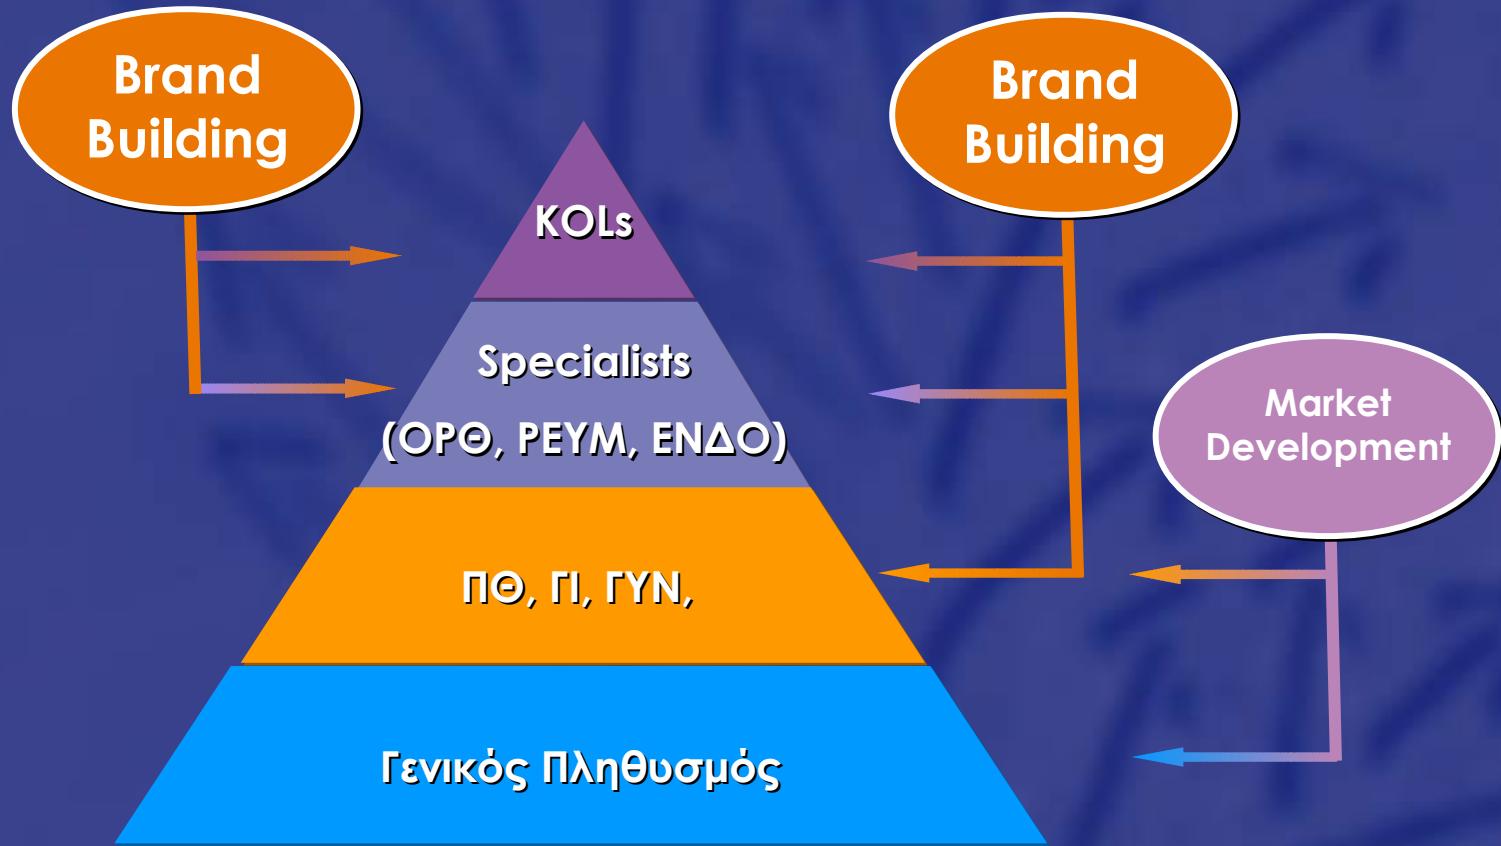 Brand
Building
Brand
Building
KOLs
Specialists
(ΟΡΘ, ΡΕΥΜ, ΕΝΔΟ)
Market
Development
ΠΘ, ΓΙ, ΓΥΝ,
Γενικός Πληθυσμός